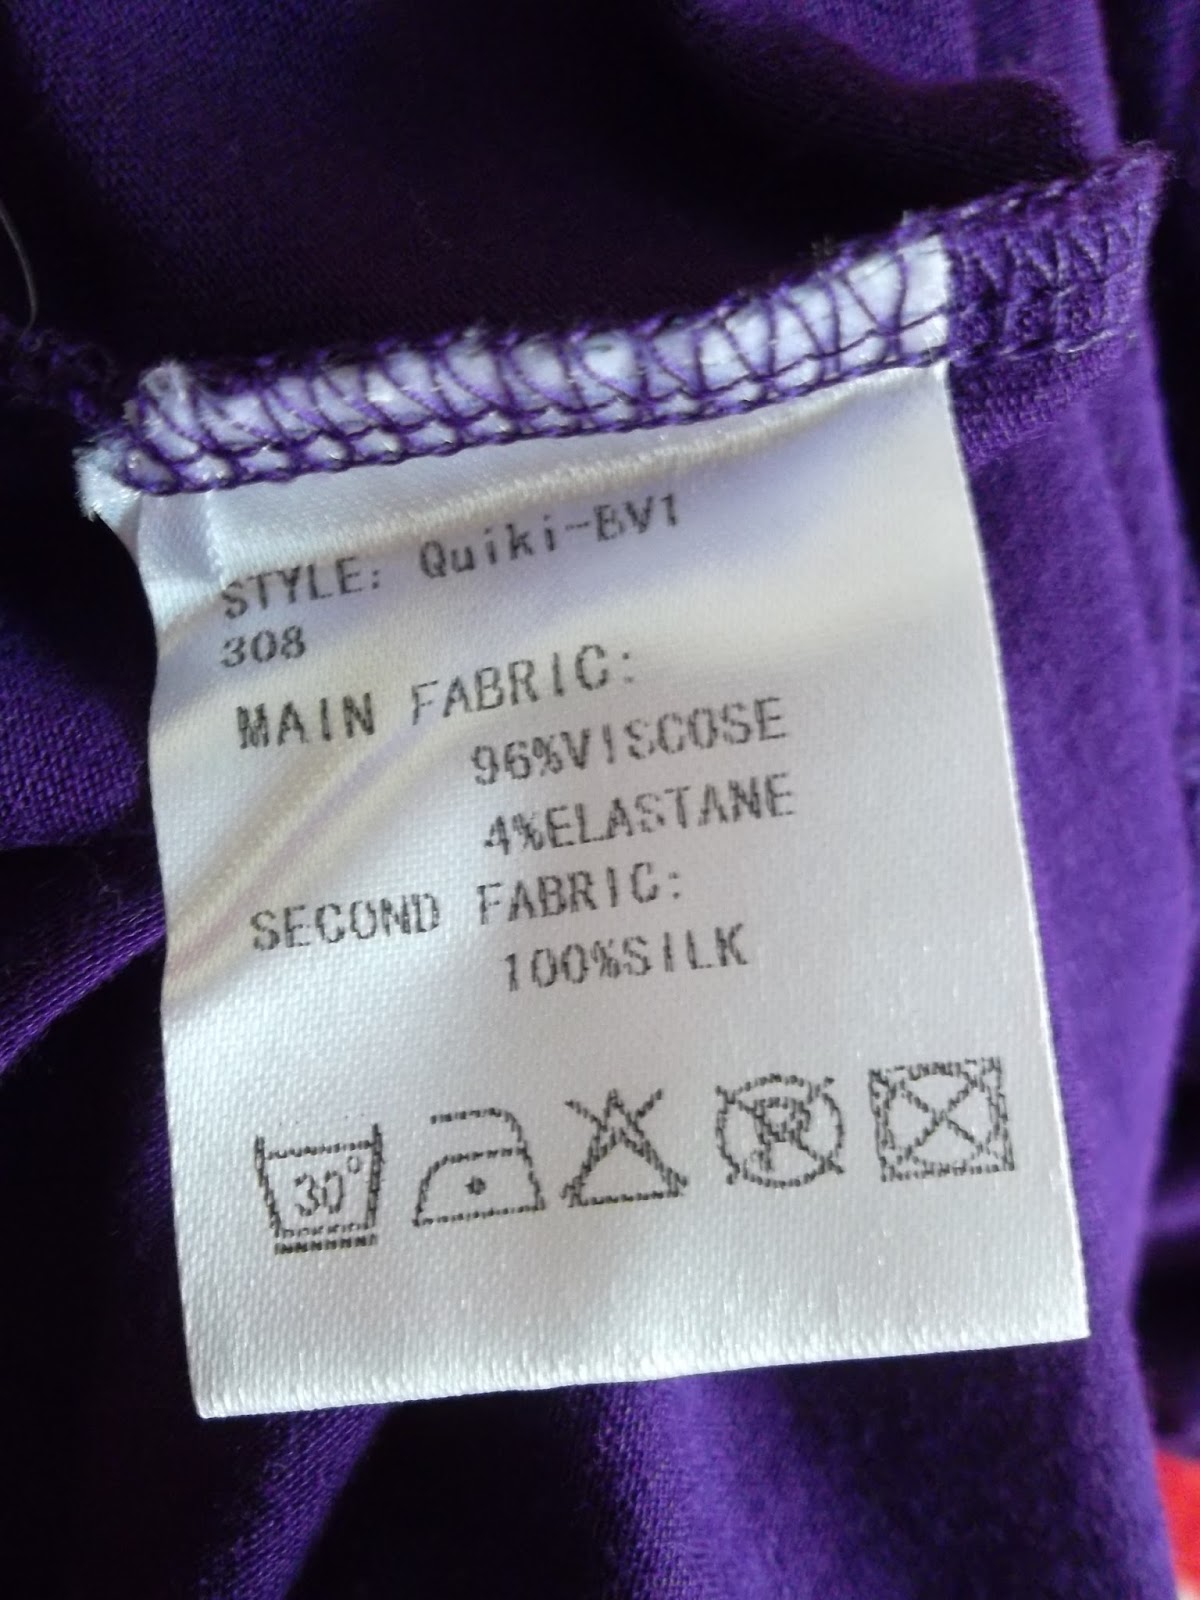 STYLE: Quiki-BV1
308
MAIN FABRIC:
96%VISCOSE
4%ELASTANE
SECOND FABRIC:
100%SILK
30°
P